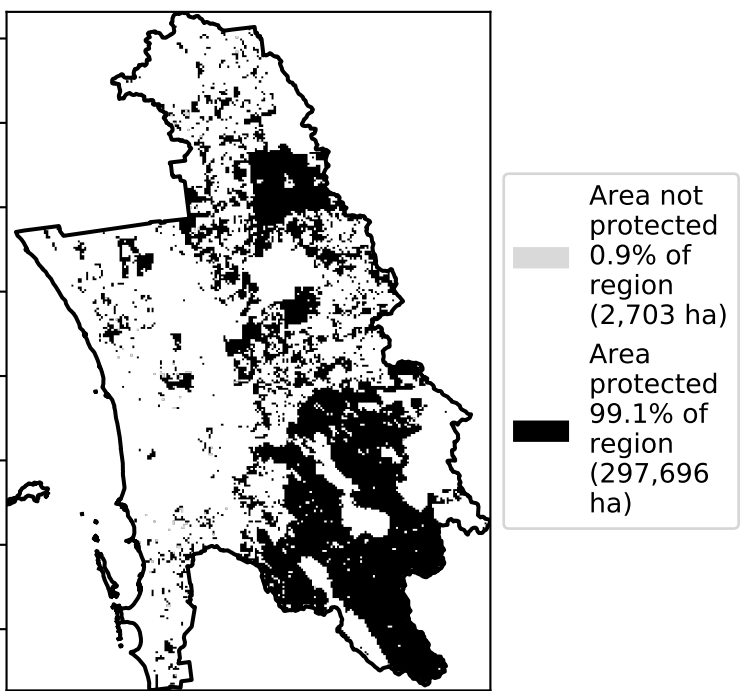 Area not
protected
0.9% of
region
(2,703 ha)
Area
protected
99.1% of
region
(297,696
ha)